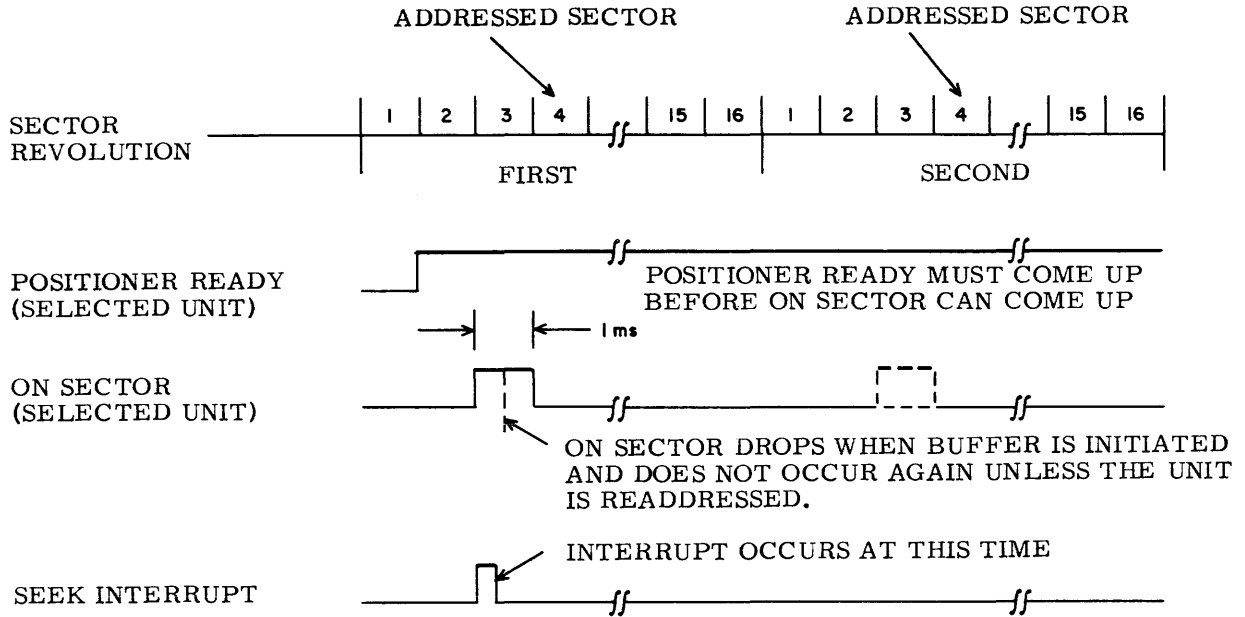 ADDRESSED SECTOR ADDRESSED SECTOR
1 2 3 4 15 16 1 2 3 4 15 16
SECTOR
REVOLUTION
FIRST SECOND
POSITIONER READY
(SELECTED UNIT)
POSITIONER READY MUST COME UP
BEFORE ON SECTOR CAN COME UP
1 ms
ON SECTOR
(SELECTED UNIT)
ON SECTOR DROPS WHEN BUFFER IS INITIATED
AND DOES NOT OCCUR AGAIN UNLESS THE UNIT
IS READDRESSED.
INTERRUPT OCCURS AT THIS TIME
SEEK INTERRUPT